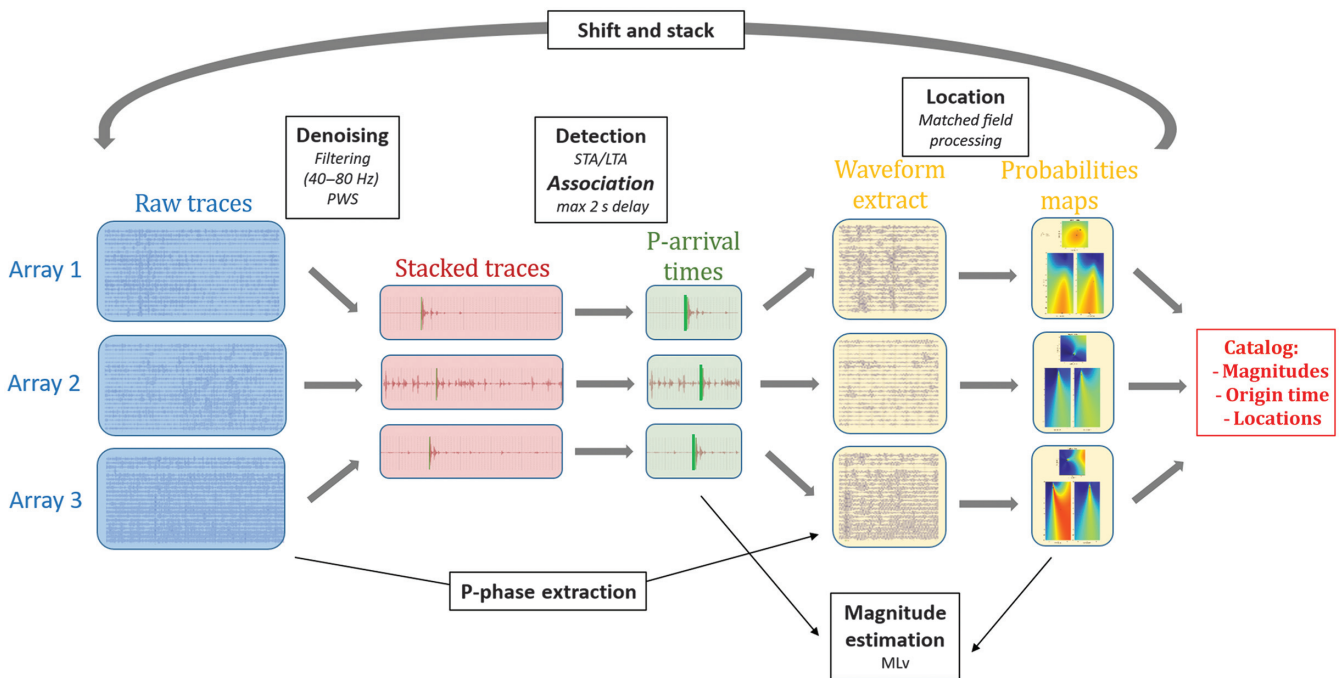 Shift and stack
Denoising
Filtering
(40–80 Hz)
PWS
Detection
STA/LTA
Association
max 2 s delay
Location
Matched field
processing
Raw traces
Stacked traces
P-arrival
times
Waveform
extract
Probabilities
maps
Array 1
Array 2
Array 3
Catalog:
- Magnitudes
- Origin time
- Locations
P-phase extraction
Magnitude
estimation
MLv